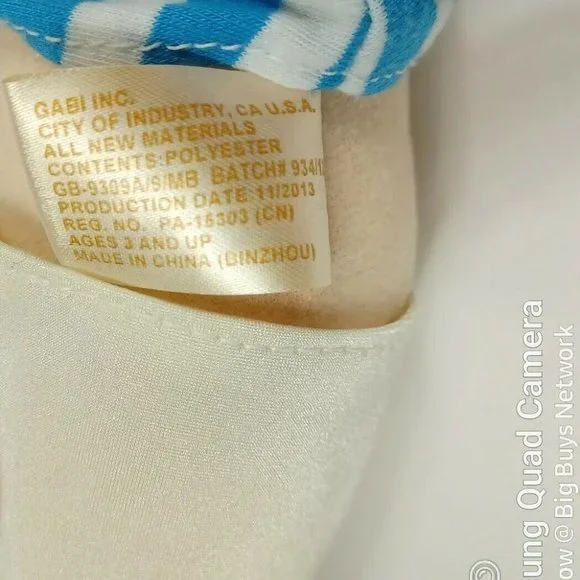 GABI INC.
CITY OF INDUSTRY, CA U.S.A.
ALL NEW MATERIALS
CONTENTS:POLYESTER
GB-9309A/9/MB BATCH# 934/1
PRODUCTION DATE:11/2013
REG. NO. PA-15303 (CN)
AGES 3 AND UP
MADE IN CHINA (BINZHOU)
ung Quad Camera
ow @ Big Buys Network